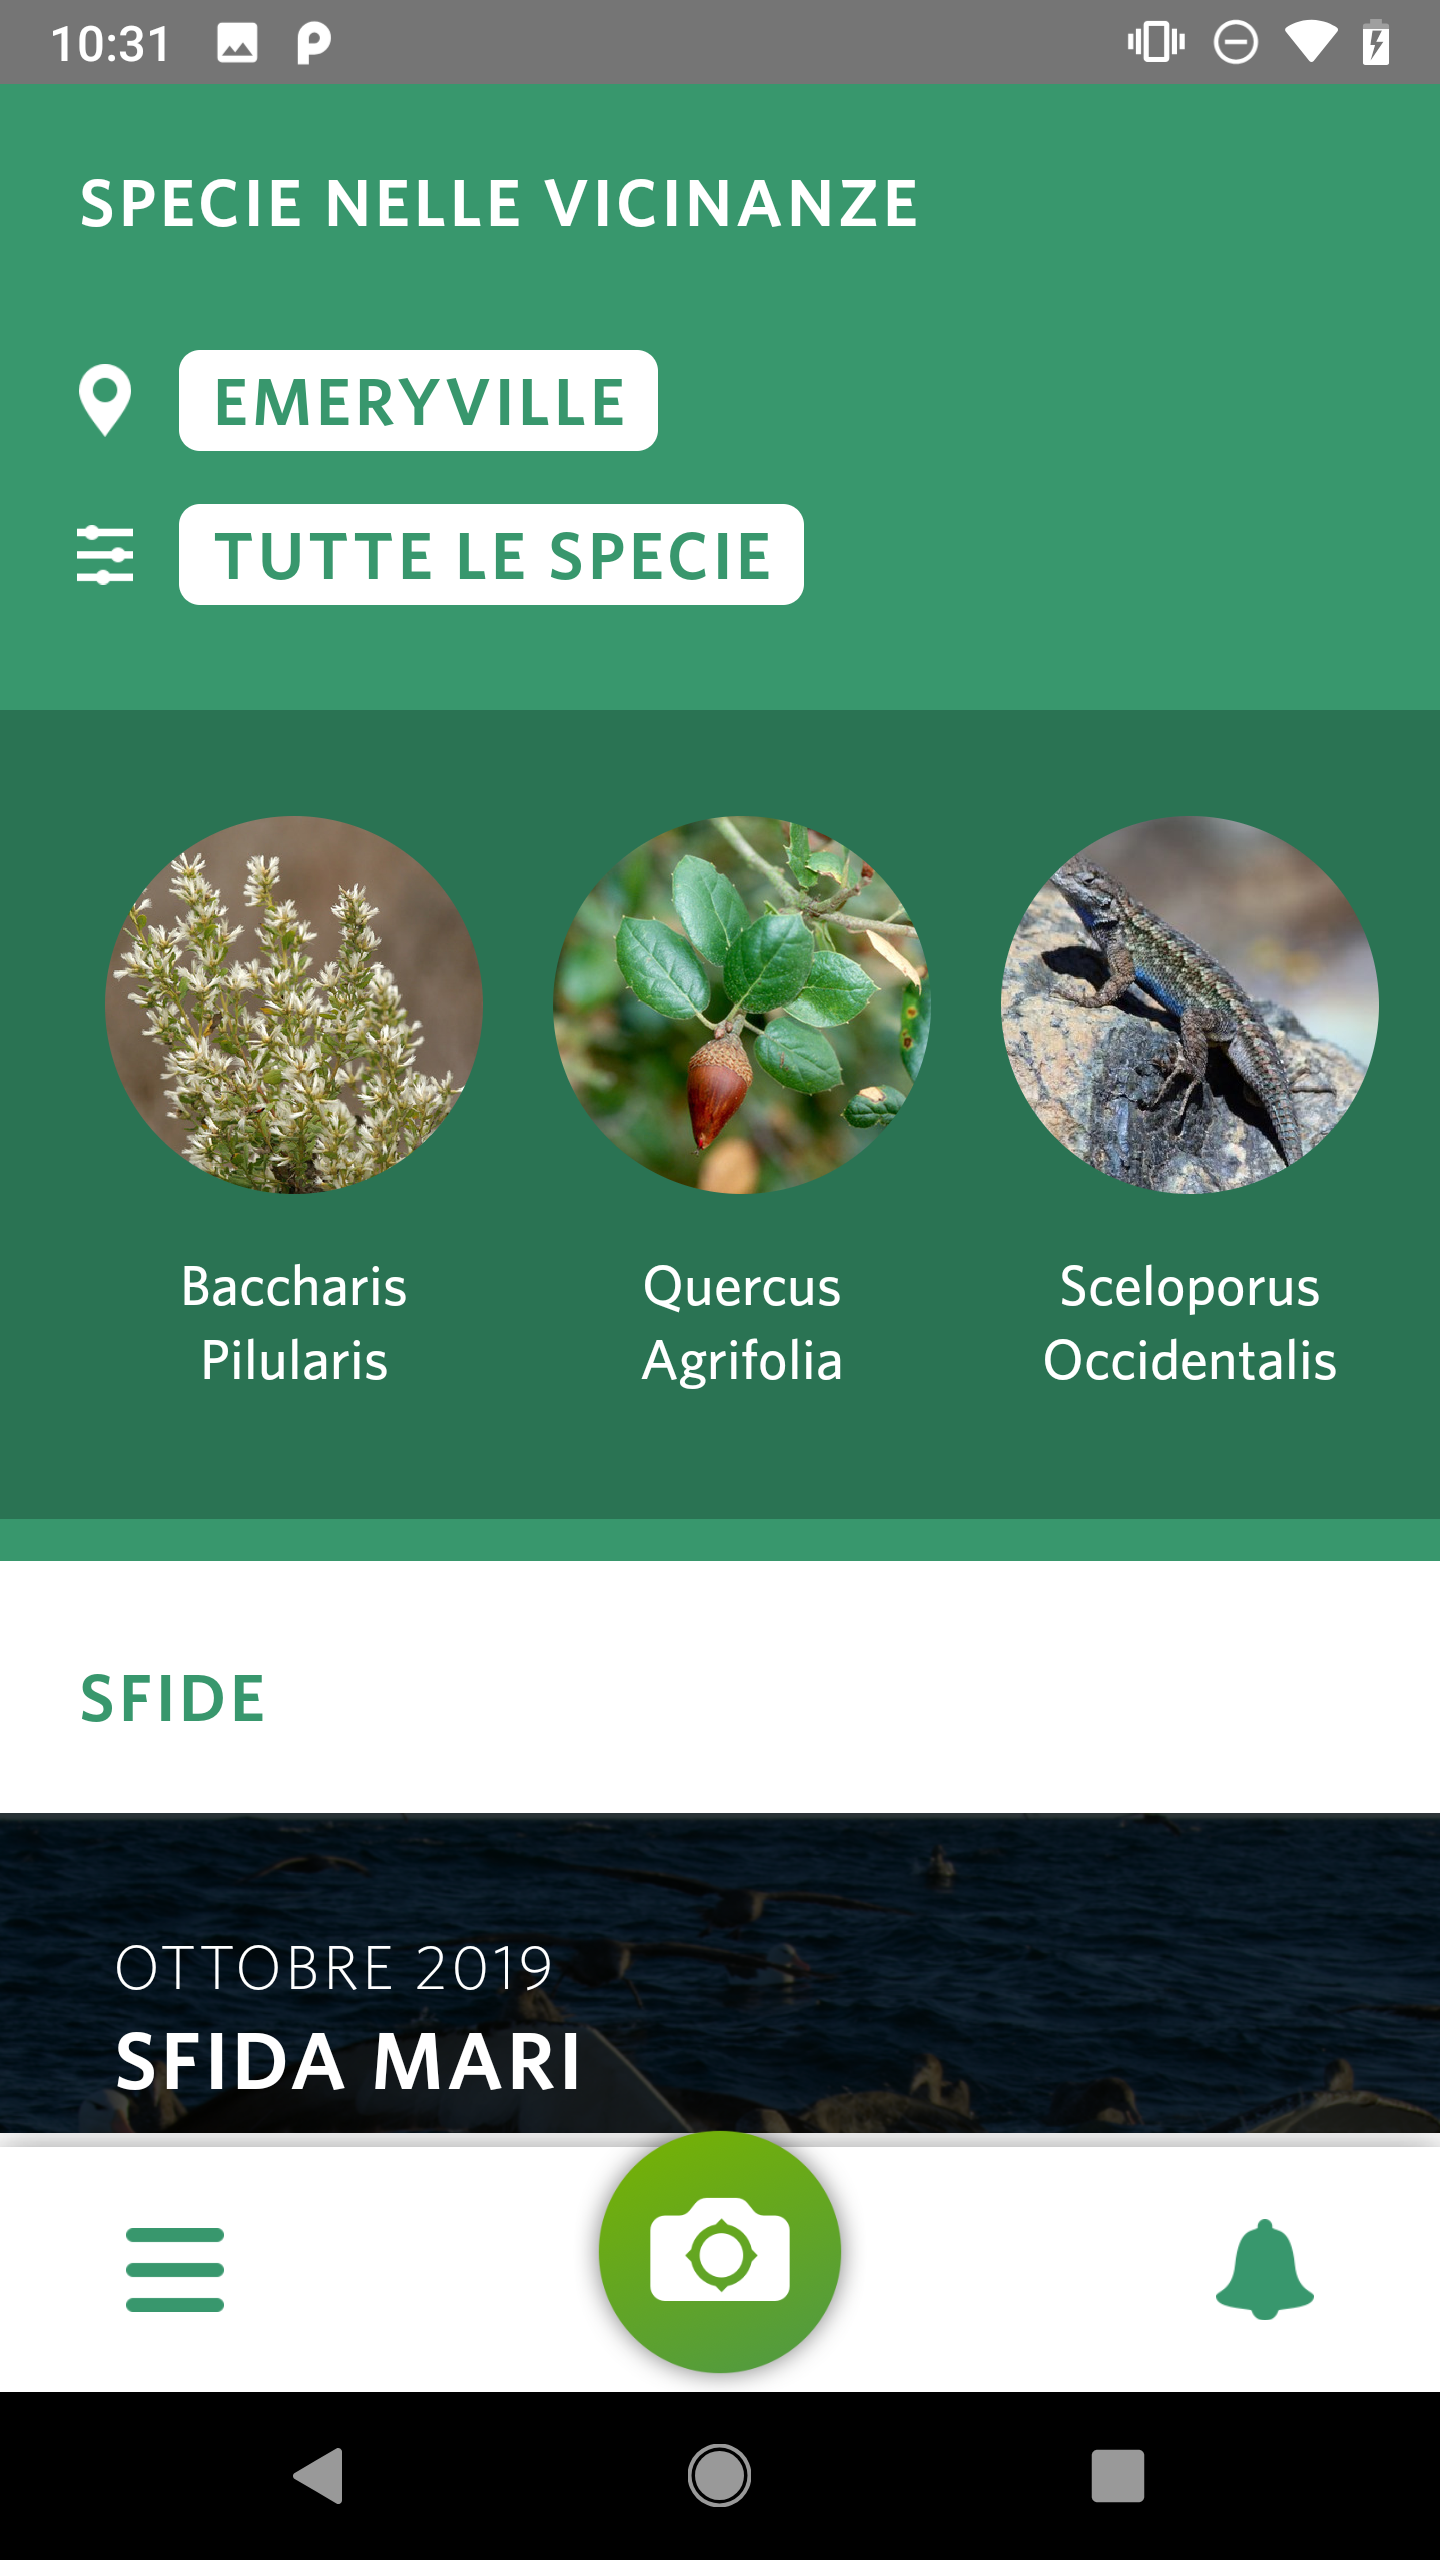 10:31
SPECIE NELLE VICINANZE
EMERYVILLE
TUTTE LE SPECIE
Baccharis
Pilularis
Quercus
Agrifolia
Sceloporus
Occidentalis
SFIDE
OTTOBRE 2019
SFIDA MARI